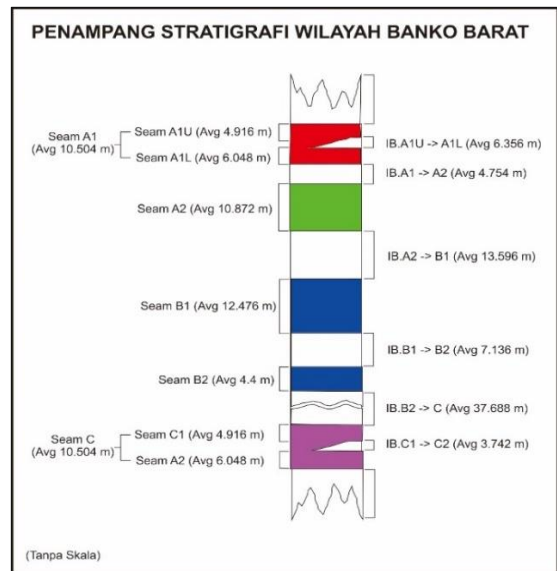 PENAMPANG STRATIGRAFI WILAYAH BANKO BARAT
Seam A1
(Avg 10.504 m)
Seam A1U (Avg 4.916 m)
Seam A1L (Avg 6.048 m)
IB.A1U -> A1L (Avg 6.356 m)
IB.A1 -> A2 (Avg 4.754 m)
Seam A2 (Avg 10.872 m)
IB.A2 -> B1 (Avg 13.596 m)
Seam B1 (Avg 12.476 m)
IB.B1 -> B2 (Avg 7.136 m)
Seam B2 (Avg 4.4 m)
IB.B2 -> C (Avg 37.688 m)
Seam C
(Avg 10.504 m)
Seam C1 (Avg 4.916 m)
Seam A2 (Avg 6.048 m)
IB.C1 -> C2 (Avg 3.742 m)
(Tanpa Skala)